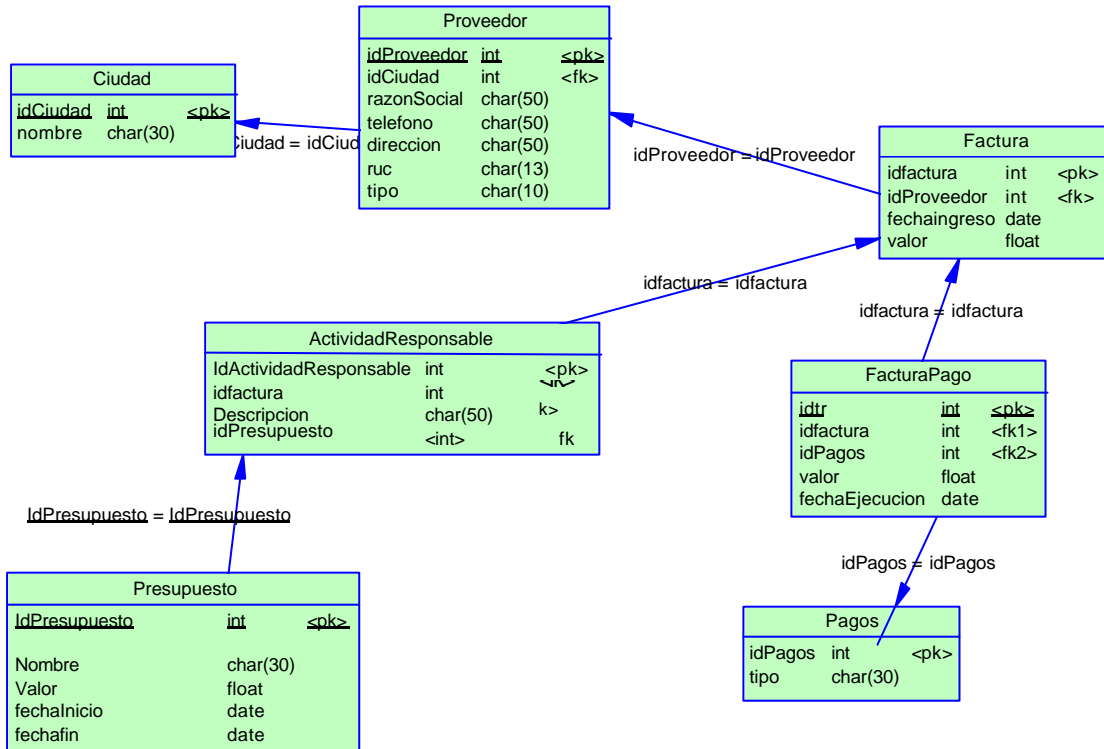 Proveedor
idProveedor int <pk>
idCiudad int <fk>
razonSocial char(50)
telefono char(50)
direccion char(50)
ruc char(13)
tipo char(10)
Ciudad
idCiudad int <pk>
nombre char(30)
Ciudad = idCiud
idProveedor = idProveedor
Factura
idfactura int <pk>
idProveedor int <fk>
fechaingreso date
valor float
idfactura = idfactura
idfactura = idfactura
ActividadResponsable
IdActividadResponsable int <pk>
idfactura int
Descripcion char(50) k>
idPresupuesto <int> fk
FacturaPago
idtr int <pk>
idfactura int <fk1>
idPagos int <fk2>
valor float
fechaEjecucion date
IdPresupuesto = IdPresupuesto
idPagos = idPagos
Presupuesto
IdPresupuesto int <pk>
Nombre char(30)
Valor float
fechaInicio date
fechafin date
Pagos
idPagos int <pk>
tipo char(30)